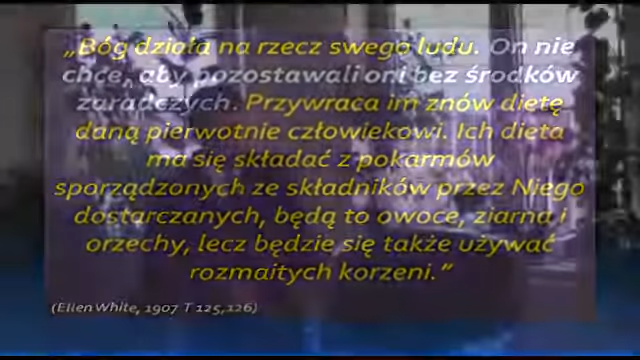 „Bóg działa na rzecz swego ludu. On nie
chce, aby pozostawali oni bez środków
zaradczych. Przywraca im znów dietę
daną pierwotnie człowiekowi. Ich dieta
ma się składać z pokarmów
sporządzonych ze składników przez Niego
dostarczanych, będą to owoce, ziarna i
orzechy, lecz będzie się także używać
rozmaitych korzeni.”
(Ellen White, 1907 T 125,126)